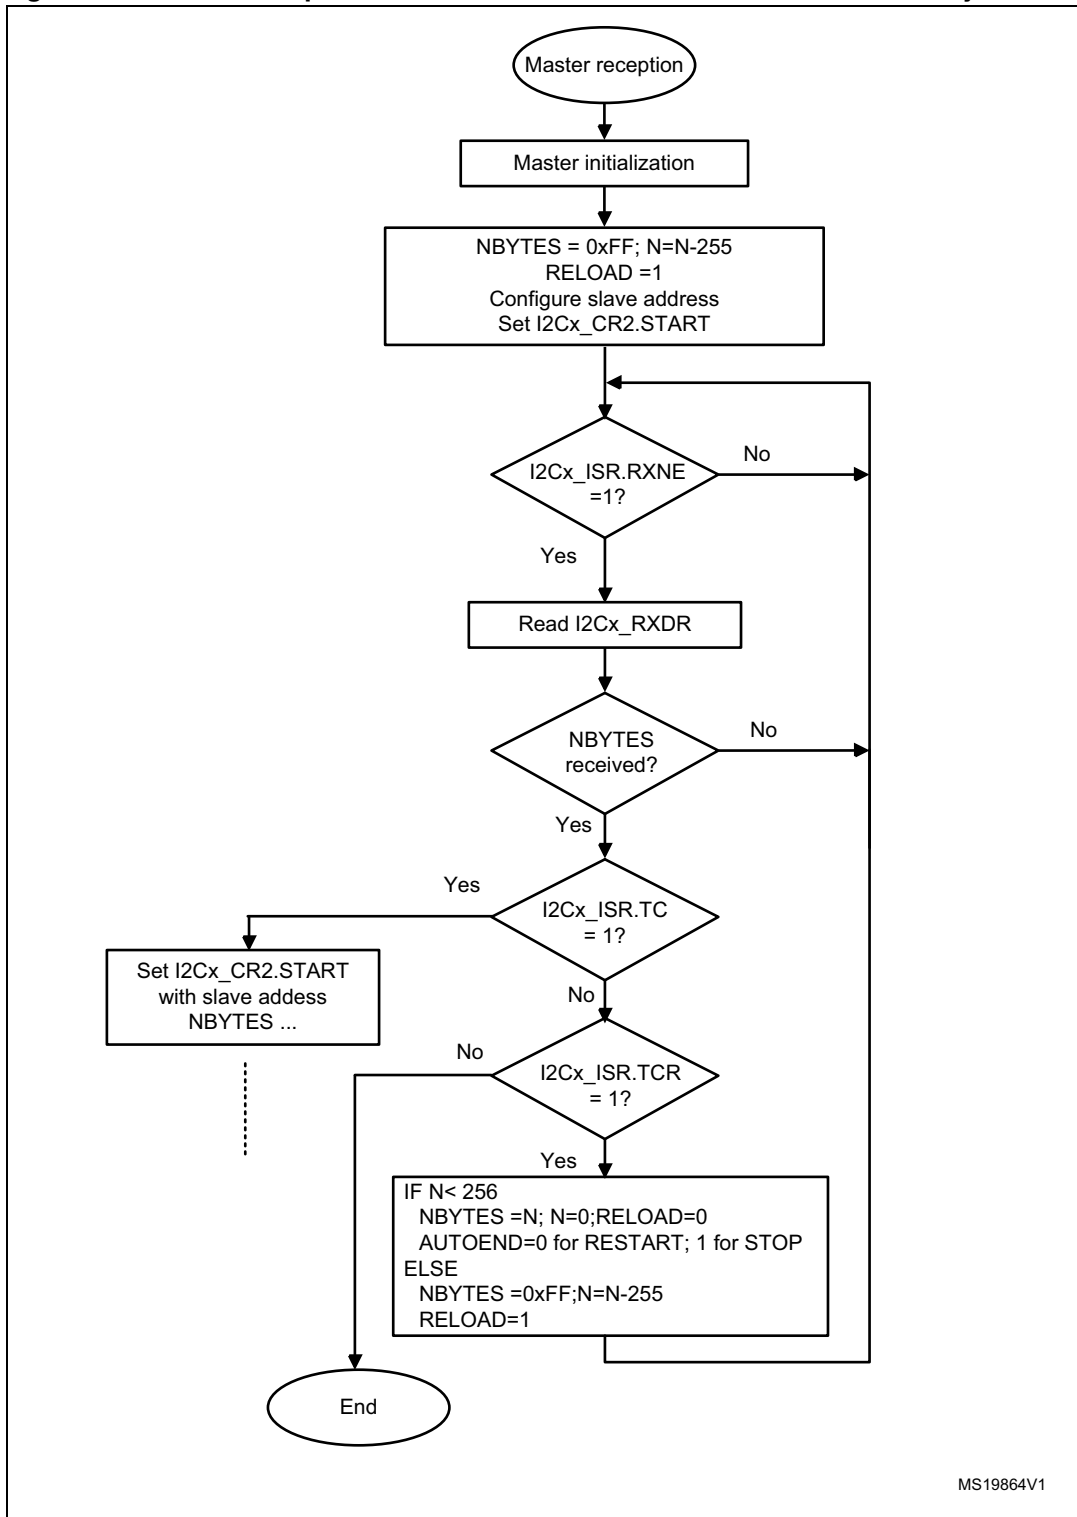 Master reception
Master initialization
NBYTES = 0xFF; N=N-255
RELOAD =1
Configure slave address
Set I2Cx_CR2.START
I2Cx_ISR.RXNE
=1?
No
Yes
Read I2Cx_RXDR
NBYTES
received?
No
Yes
I2Cx_ISR.TC
= 1?
Yes
Set I2Cx_CR2.START
with slave addess
NBYTES ...
No
I2Cx_ISR.TCR
= 1?
No
Yes
IF N< 256
NBYTES =N; N=0;RELOAD=0
AUTOEND=0 for RESTART; 1 for STOP
ELSE
NBYTES =0xFF;N=N-255
RELOAD=1
End
MS19864V1